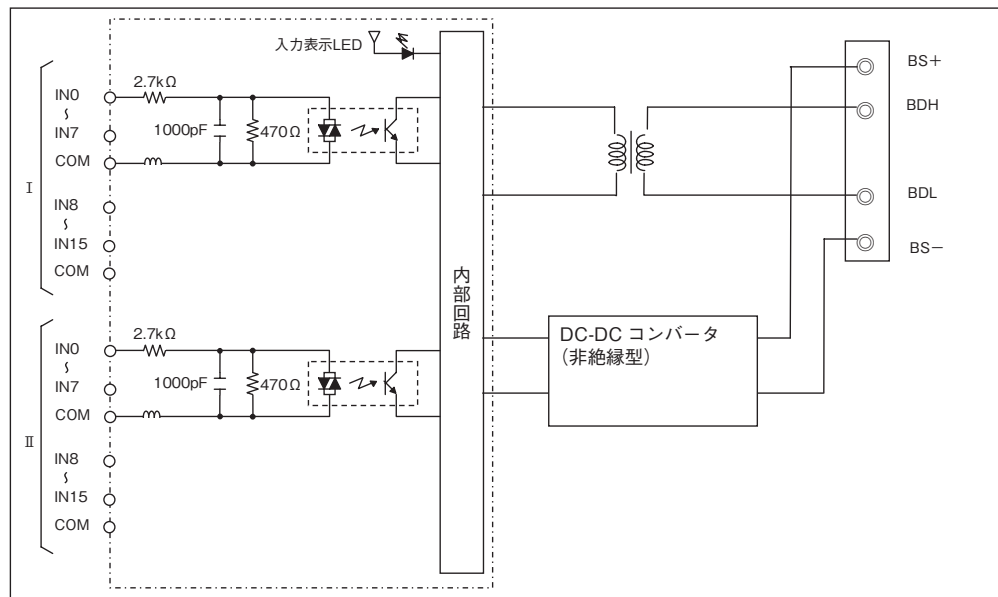 入力表示LED
Ⅰ
IN0
〜
IN7
COM
IN8
〜
IN15
COM
2.7kΩ
1000pF
470Ω
Ⅱ
IN0
〜
IN7
COM
IN8
〜
IN15
COM
2.7kΩ
1000pF
470Ω
内部回路
DC-DC コンバータ
(非絶縁型)
BS＋
BDH
BDL
BS－